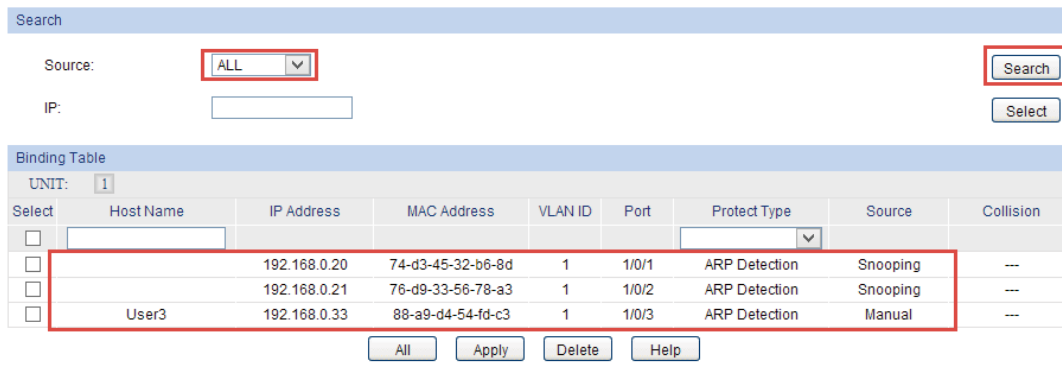 Search
Source: ALL Search
IP: Select
Binding Table
UNIT: 1
Select Host Name IP Address MAC Address VLAN ID Port Protect Type Source Collision
192.168.0.20 74-d3-45-32-b6-8d 1 1/0/1 ARP Detection Snooping ---
192.168.0.21 76-d9-33-56-78-a3 1 1/0/2 ARP Detection Snooping ---
User3 192.168.0.33 88-a9-d4-54-fd-c3 1 1/0/3 ARP Detection Manual ---
All Apply Delete Help